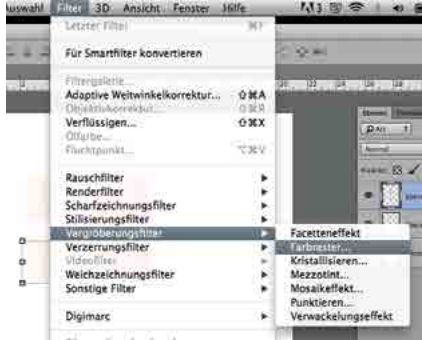 uswahl Filter 3D Ansicht Fenster Hilfe
Letzter Filter
Für Smartfilter konvertieren
Filtergalerie...
Adaptive Weitwinkelkorrektur... ⇧⌘A
Objektivkorrektur... ⇧⌘R
Verflüssigen... ⇧⌘X
Ölfarbe...
Fluchtpunkt... ⌥⌘V
Rauschfilter
Renderfilter
Scharfzeichnungsfilter
Stilisierungsfilter
Vergröberungsfilter
Facetteneffekt
Verzerrungsfilter
Farbraster...
Videofilter
Kristallisieren...
Weichzeichnungsfilter
Mezzotint...
Sonstige Filter
Mosaikeffekt...
Punktieren...
Digimarc
Verwackelungseffekt